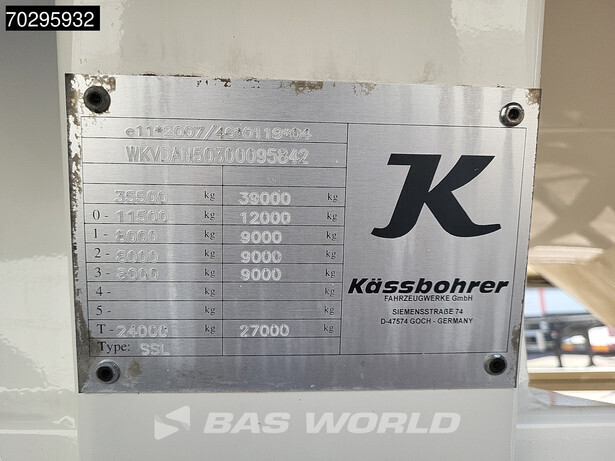 70295932
e11*2007/46*0119*04
WKVDAN50300095842
35500 kg 39000 kg
0 - 11500 kg 12000 kg
1 - 8000 kg 9000 kg
2 - 8000 kg 9000 kg
3 - 8000 kg 9000 kg
4 - kg kg
5 - kg kg
T - 24000 kg 27000 kg
Type: SSL
K
Kässbohrer
FAHRZEUGWERKE GmbH
SIEMENSSTRAßE 74
D-47574 GOCH - GERMANY
BAS WORLD